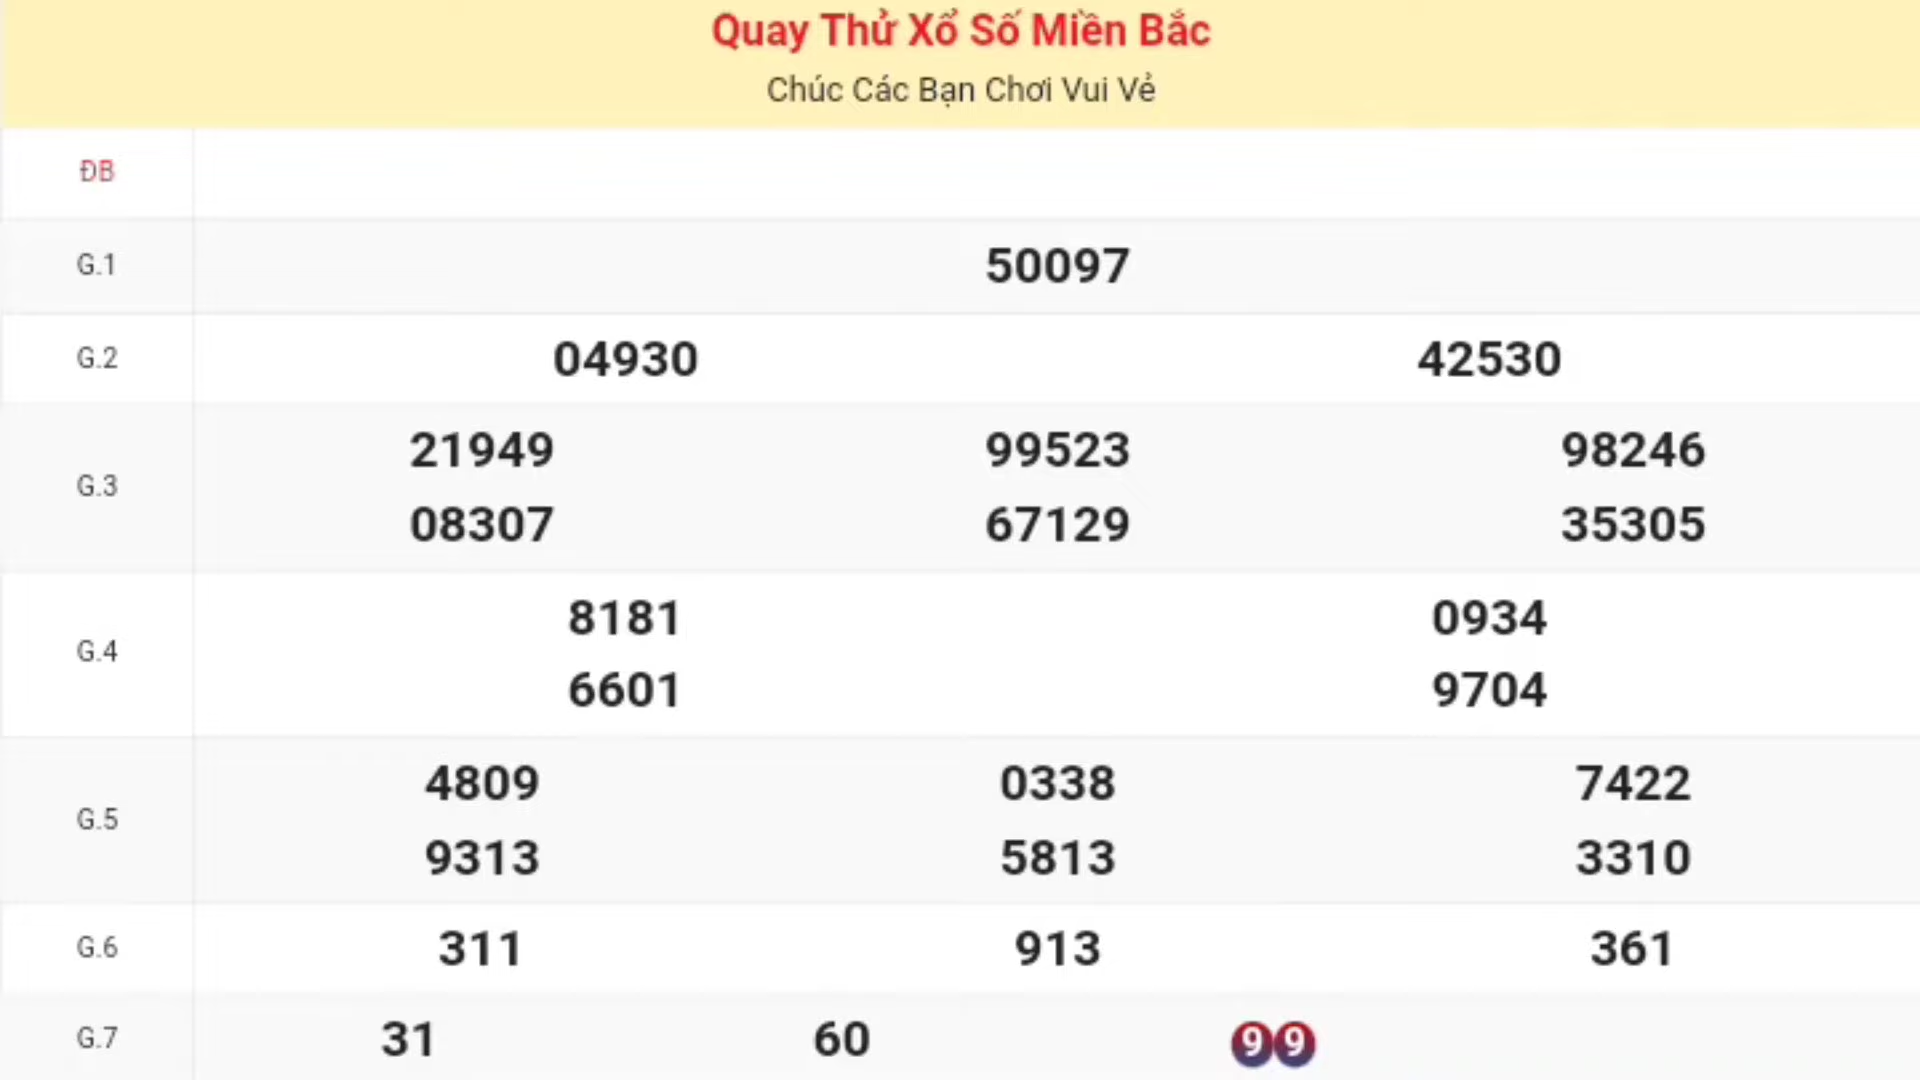 Quay Thử Xổ Số Miền Bắc
Chúc Các Bạn Chơi Vui Vẻ
ĐB
G.1 50097
G.2 04930 42530
G.3 21949 99523 98246
08307 67129 35305
G.4 8181 0934
6601 9704
G.5 4809 0338 7422
9313 5813 3310
G.6 311 913 361
G.7 31 60 99